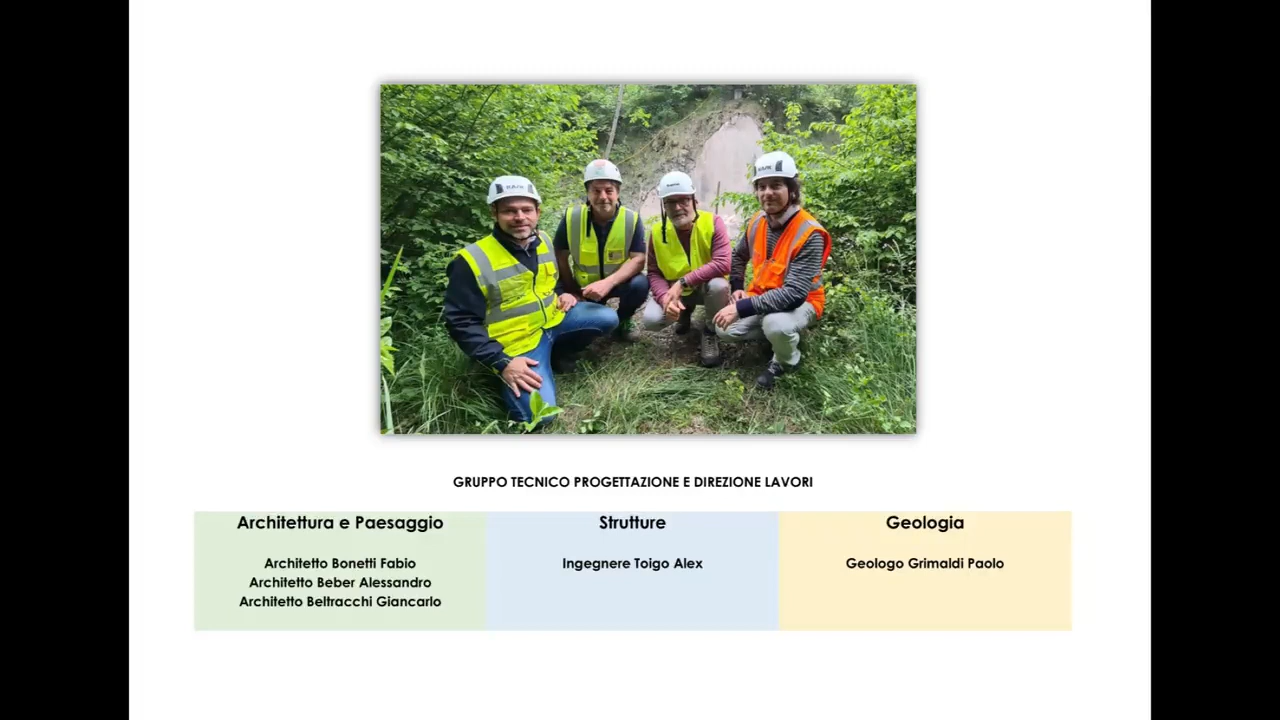 GRUPPO TECNICO PROGETTAZIONE E DIREZIONE LAVORI
Architettura e Paesaggio
Architetto Bonetti Fabio
Architetto Beber Alessandro
Architetto Beltracchi Giancarlo
Strutture
Ingegnere Toigo Alex
Geologia
Geologo Grimaldi Paolo